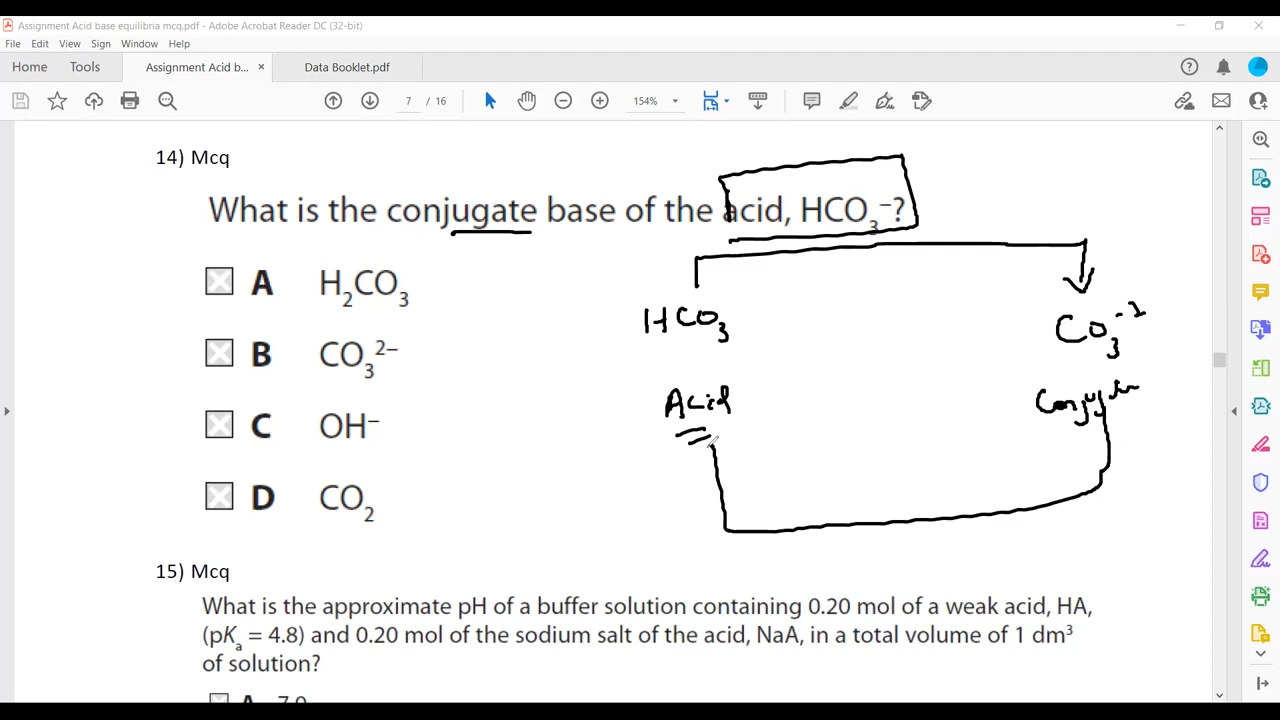 Assignment Acid base equilibria mcq.pdf - Adobe Acrobat Reader DC (32-bit)
File Edit View Sign Window Help
Home Tools Assignment Acid b... × Data Booklet.pdf
7 / 16 154%
14) Mcq
What is the conjugate base of the acid, HCO₃⁻?
A H₂CO₃
B CO₃²⁻
C OH⁻
D CO₂
HCO₃
CO₃⁻¹
Acid
15) Mcq
What is the approximate pH of a buffer solution containing 0.20 mol of a weak acid, HA,
(pKₐ = 4.8) and 0.20 mol of the sodium salt of the acid, NaA, in a total volume of 1 dm³
of solution?